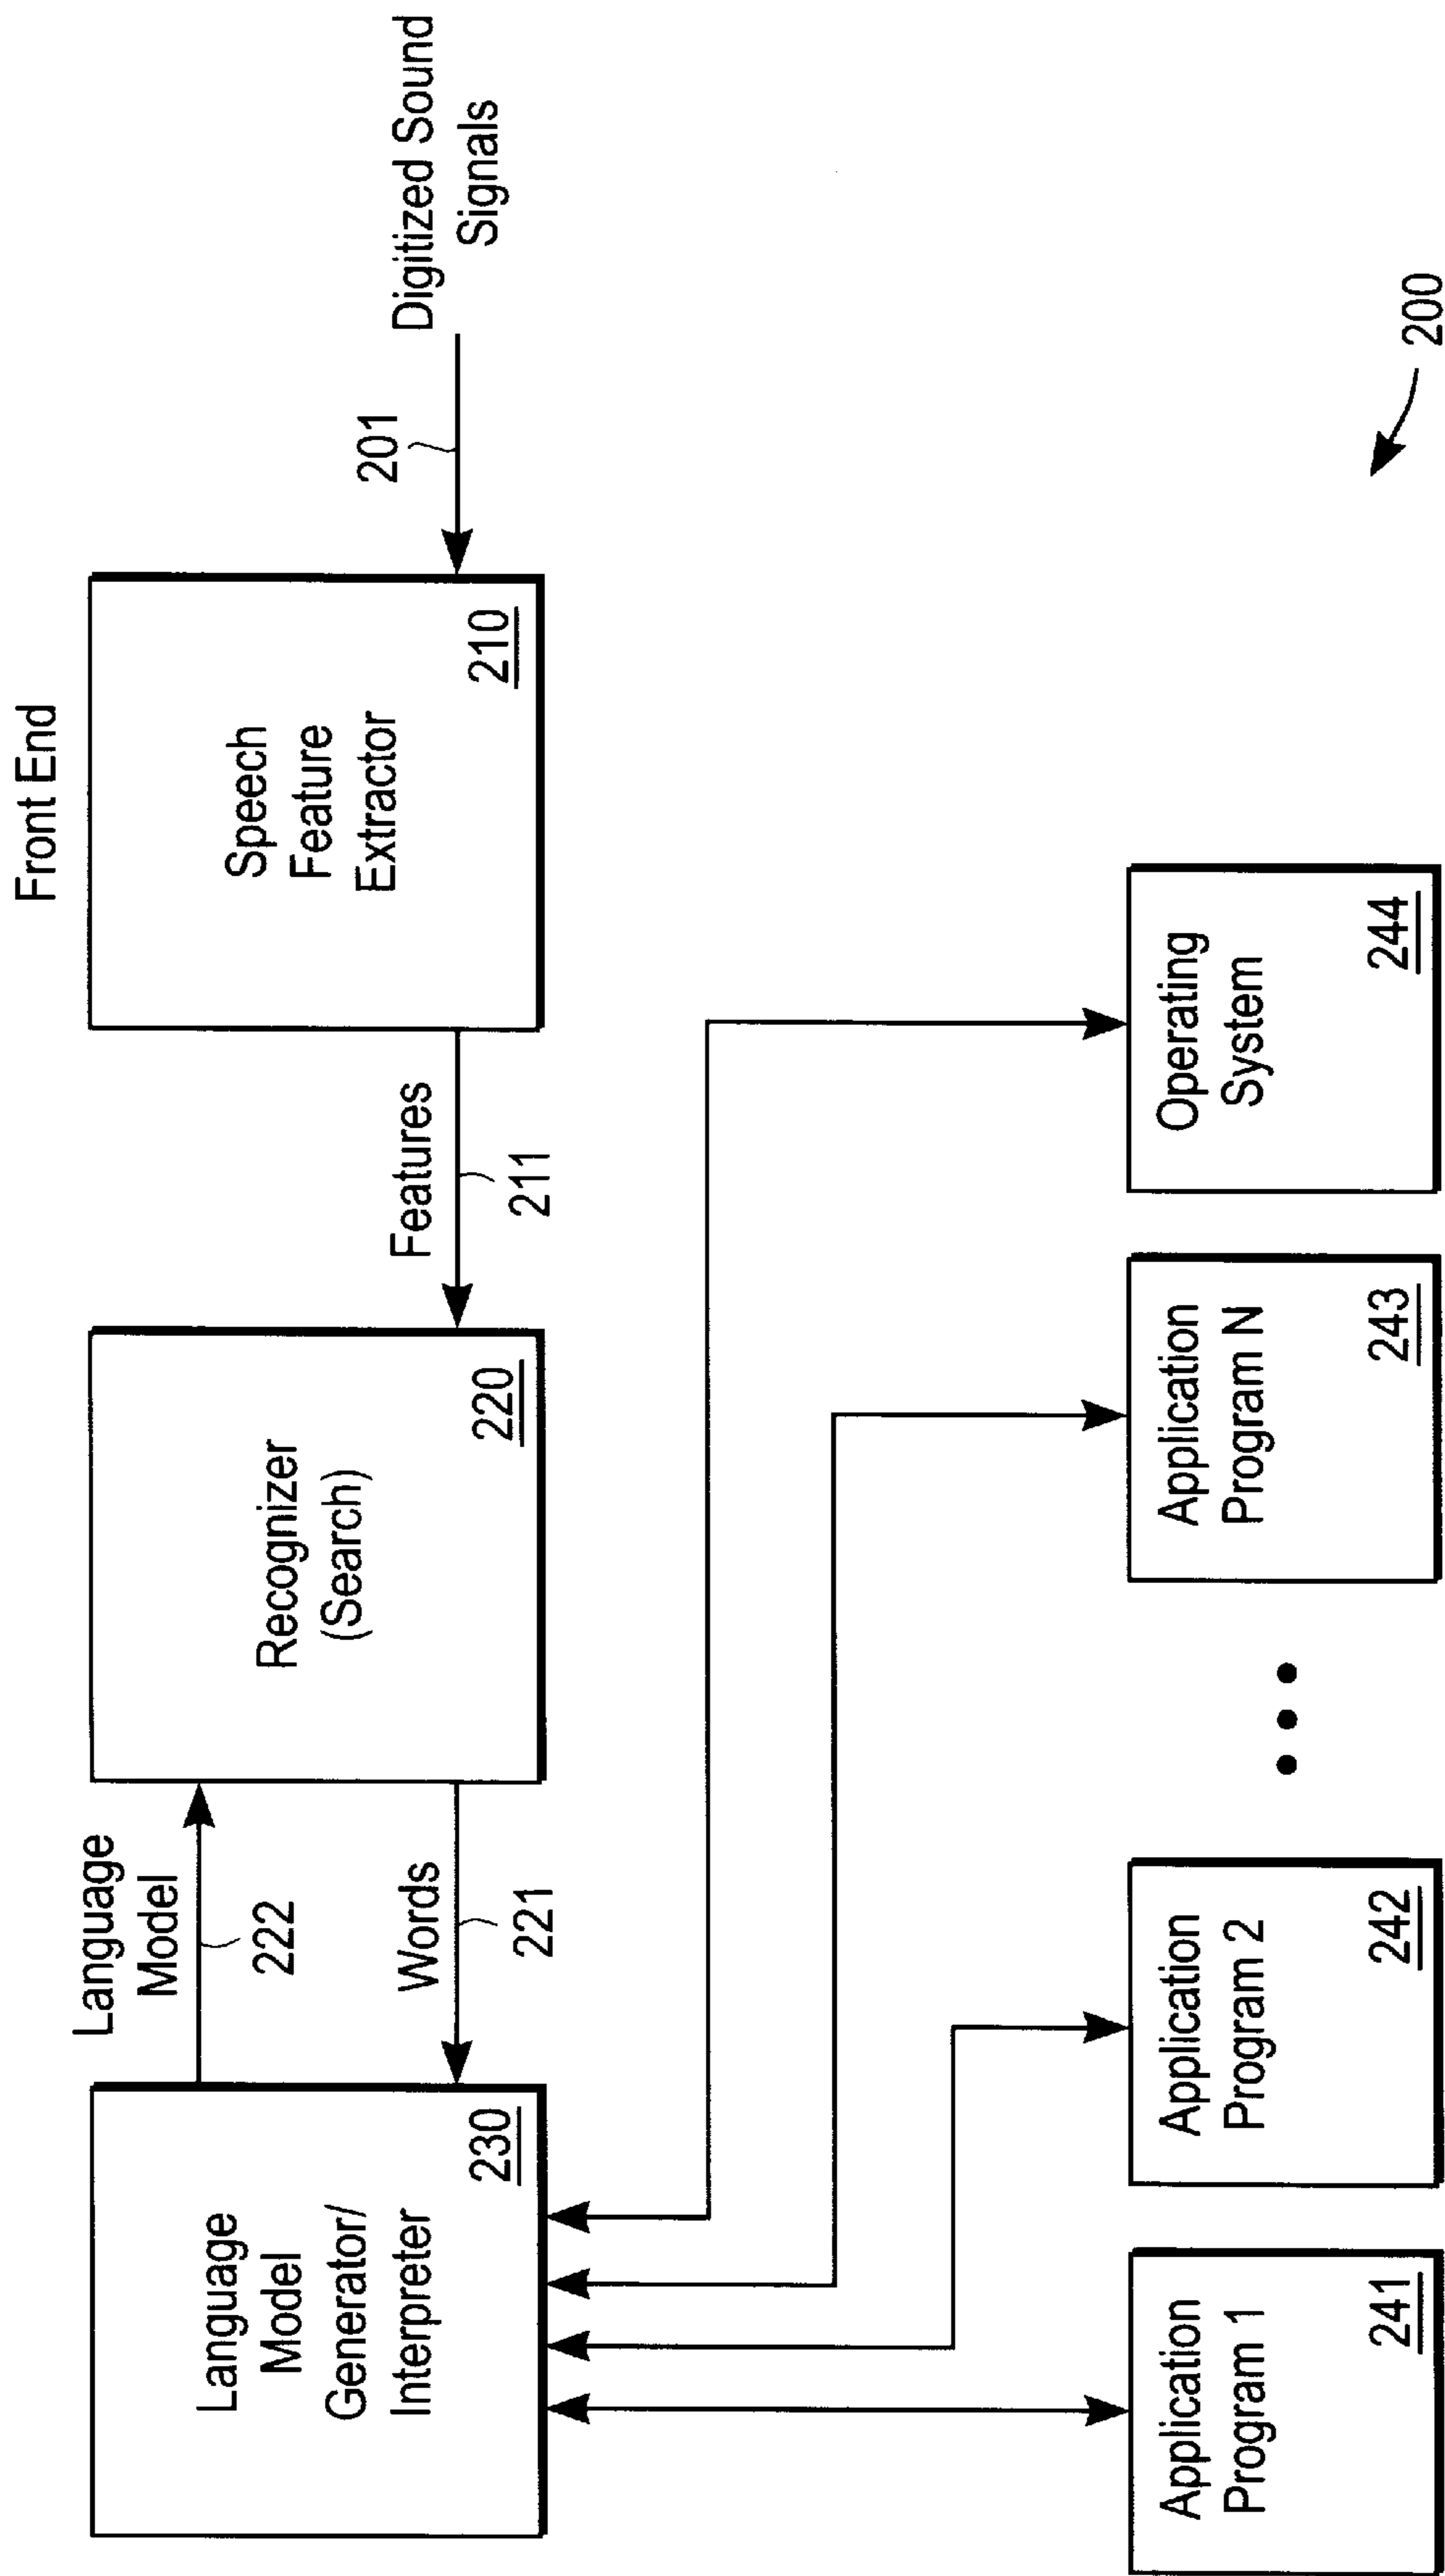 Front End
Language
Model
222
Words
221
Features
211
201
Digitized Sound
Signals
Language
Model
Generator/
Interpreter
230
Recognizer
(Search)
220
Speech
Feature
Extractor
210
Application
Program 1
241
Application
Program 2
242
Application
Program N
243
Operating
System
244
200